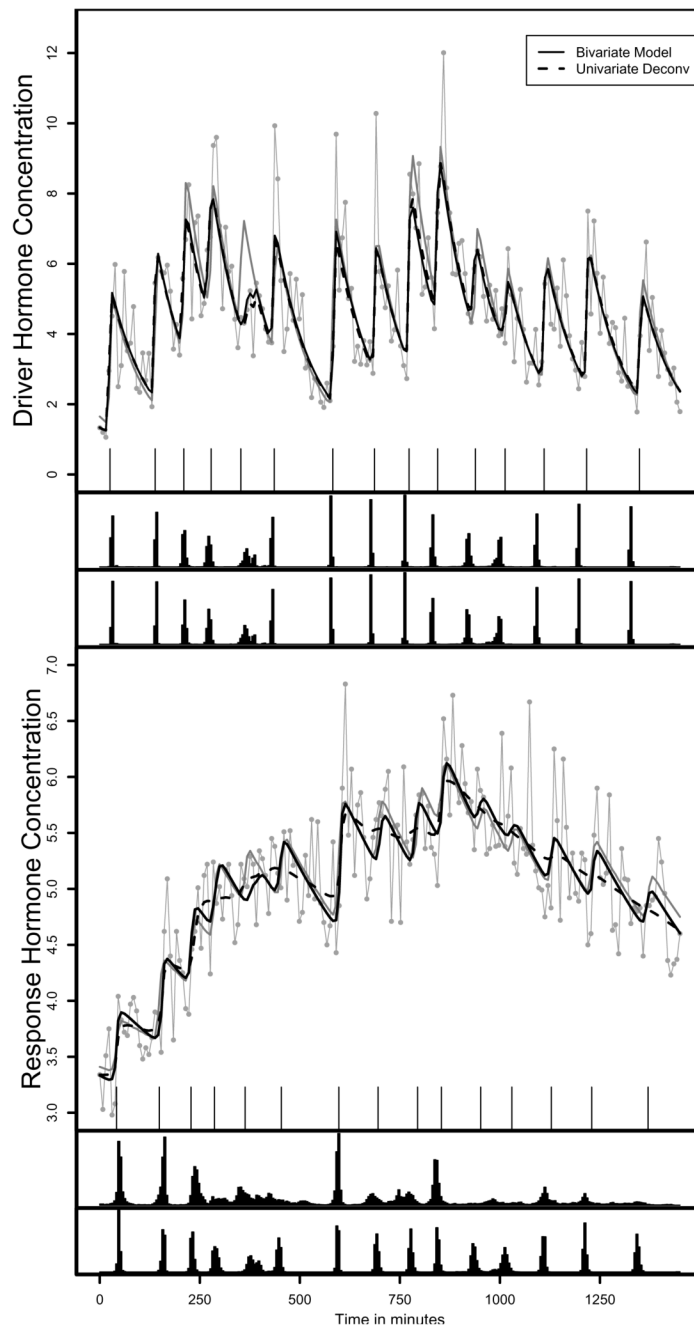 Bivariate Model
Univariate Deconv
Driver Hormone Concentration
12
10
8
6
4
2
0
Response Hormone Concentration
7.0
6.5
6.0
5.5
5.0
4.5
4.0
3.5
3.0
0 250 500 750 1000 1250
Time in minutes